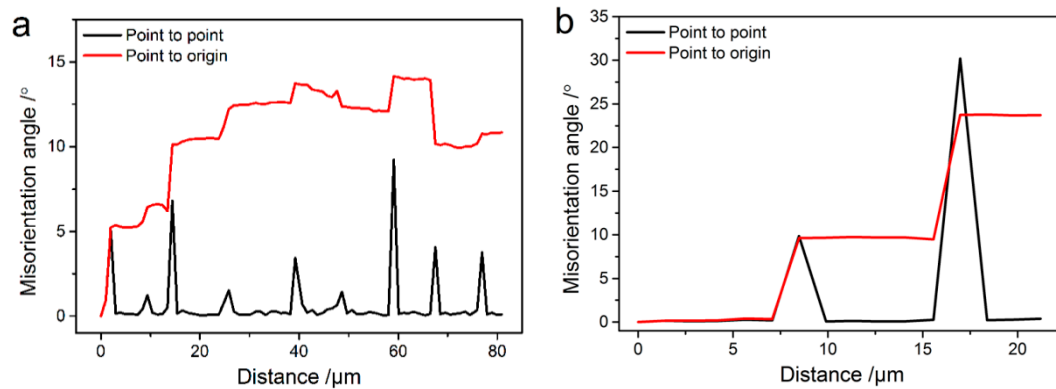 a
Point to point
Point to origin
Misorientation angle /°
15
10
5
0
0
20
40
60
80
Distance /μm
b
Point to point
Point to origin
Misorientation angle /°
35
30
25
20
15
10
5
0
0
5
10
15
20
Distance /μm